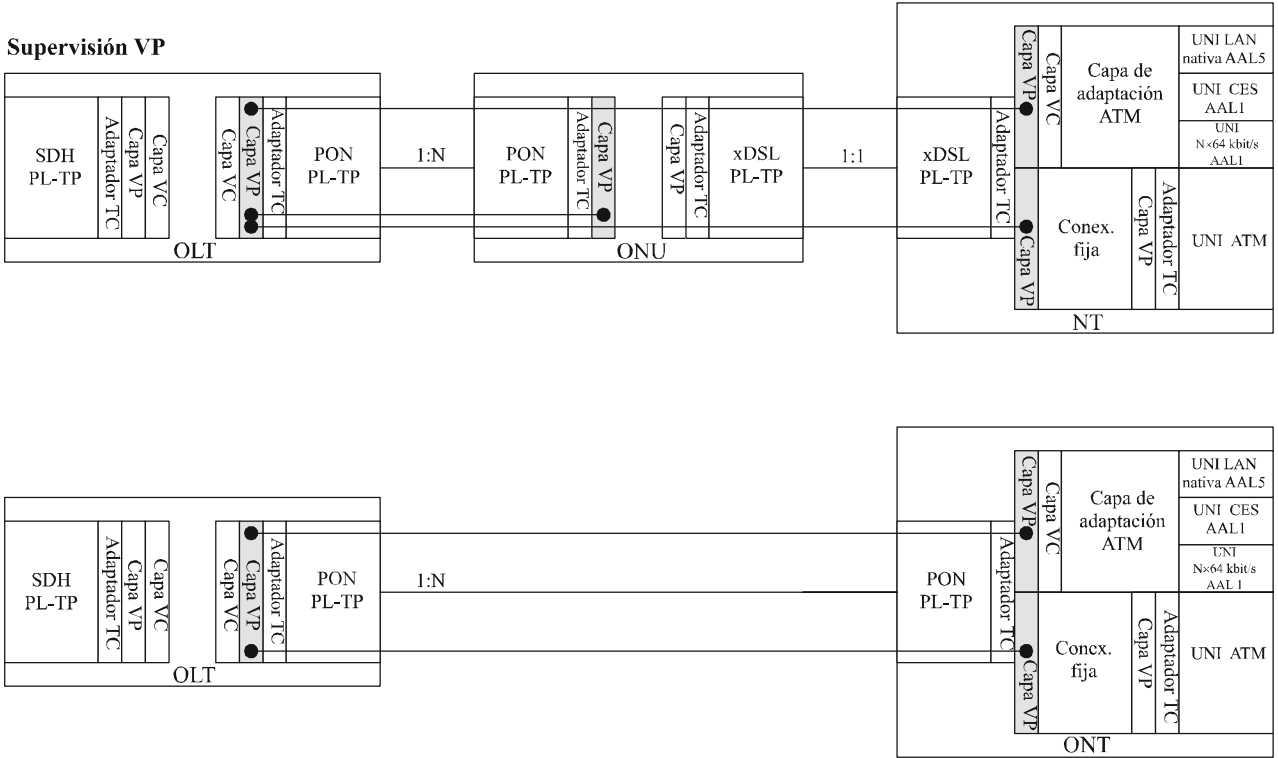 Supervisión VP
SDH
PL-TP
Adaptador TC
Capa VP
Capa VC
Capa VC
Capa VP
Adaptador TC
PON
PL-TP
OLT
1:N
PON
PL-TP
Adaptador TC
Capa VP
Capa VP
Adaptador TC
xDSL
PL-TP
ONU
1:1
xDSL
PL-TP
Adaptador TC
Capa VP
Capa VC
Capa de
adaptación
ATM
UNI LAN
nativa AAL5
UNI CES
AAL1
UNI
N×64 kbit/s
AAL1
Capa VP
Conex.
fija
Capa VP
Adaptador TC
UNI ATM
NT
SDH
PL-TP
Adaptador TC
Capa VP
Capa VC
Capa VC
Capa VP
Adaptador TC
PON
PL-TP
OLT
1:N
PON
PL-TP
Adaptador TC
Capa VP
Capa VC
Capa de
adaptación
ATM
UNI LAN
nativa AAL5
UNI CES
AAL1
UNI
N×64 kbit/s
AAL 1
Capa VP
Conex.
fija
Capa VP
Adaptador TC
UNI ATM
ONT